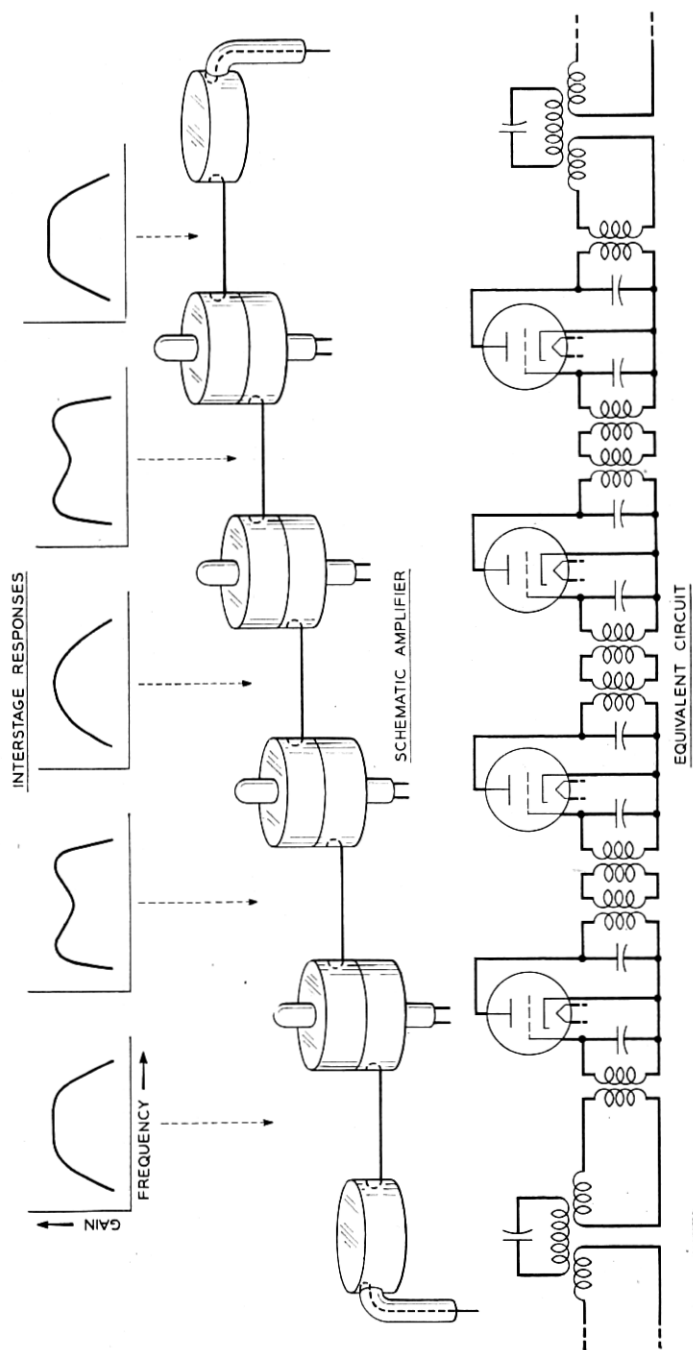 INTERSTAGE RESPONSES
GAIN
FREQUENCY
SCHEMATIC AMPLIFIER
EQUIVALENT CIRCUIT